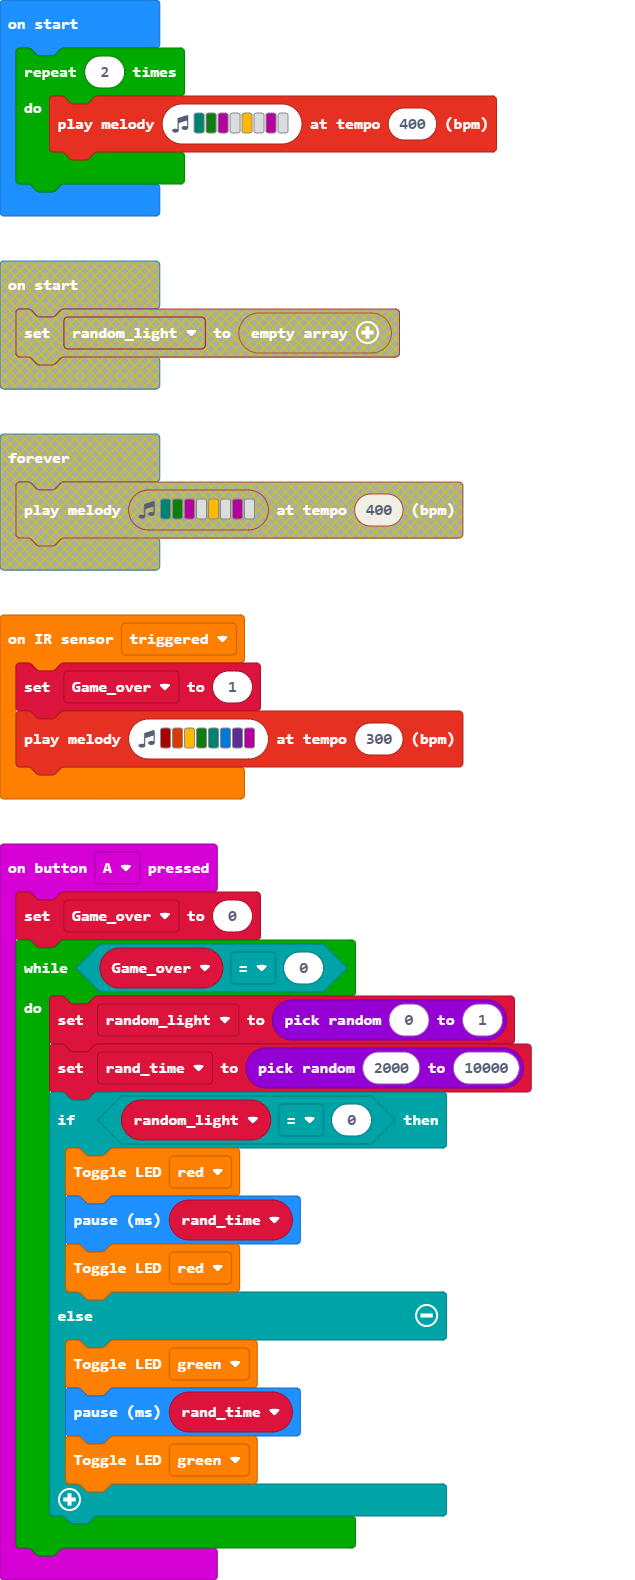 on start
repeat 2 times
do
play melody at tempo 400 (bpm)
on start
set random_light to empty array
forever
play melody at tempo 400 (bpm)
on IR sensor triggered
set Game_over to 1
play melody at tempo 300 (bpm)
on button A pressed
set Game_over to 0
while Game_over = 0
do
set random_light to pick random 0 to 1
set rand_time to pick random 2000 to 10000
if random_light = 0 then
Toggle LED red
pause (ms) rand_time
Toggle LED red
else
Toggle LED green
pause (ms) rand_time
Toggle LED green